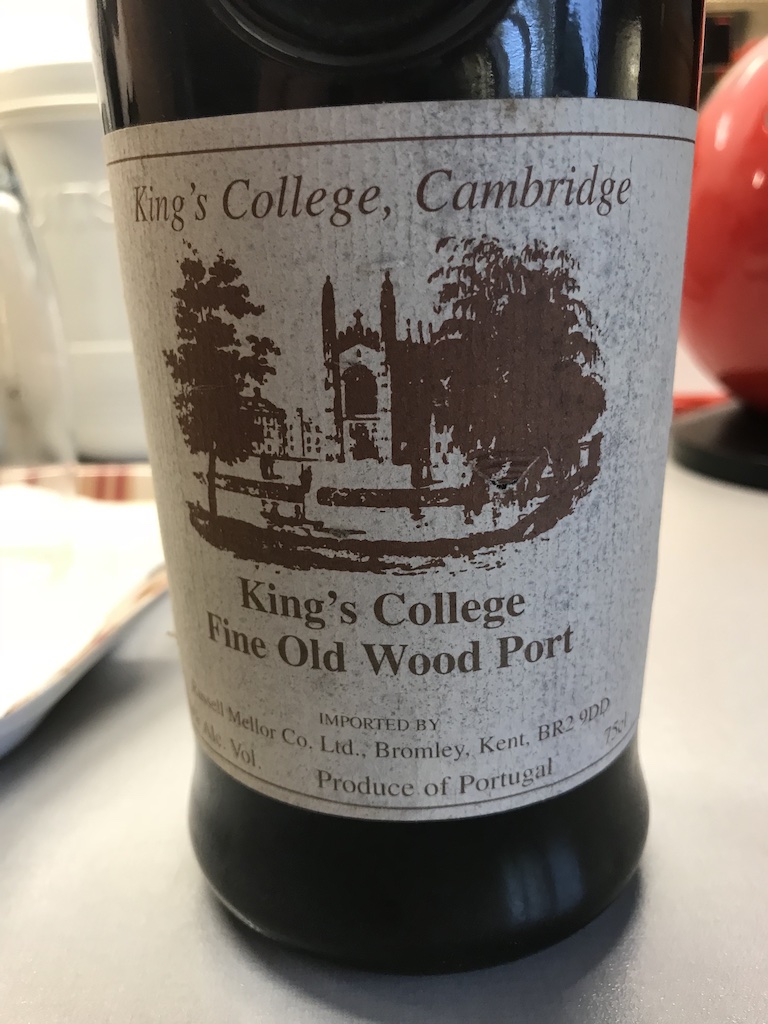 King's College, Cambridge
King's College
Fine Old Wood Port
IMPORTED BY
Mellor Co. Ltd., Bromley, Kent, BR2 9DD
Alc. Vol. 75cl
Produce of Portugal